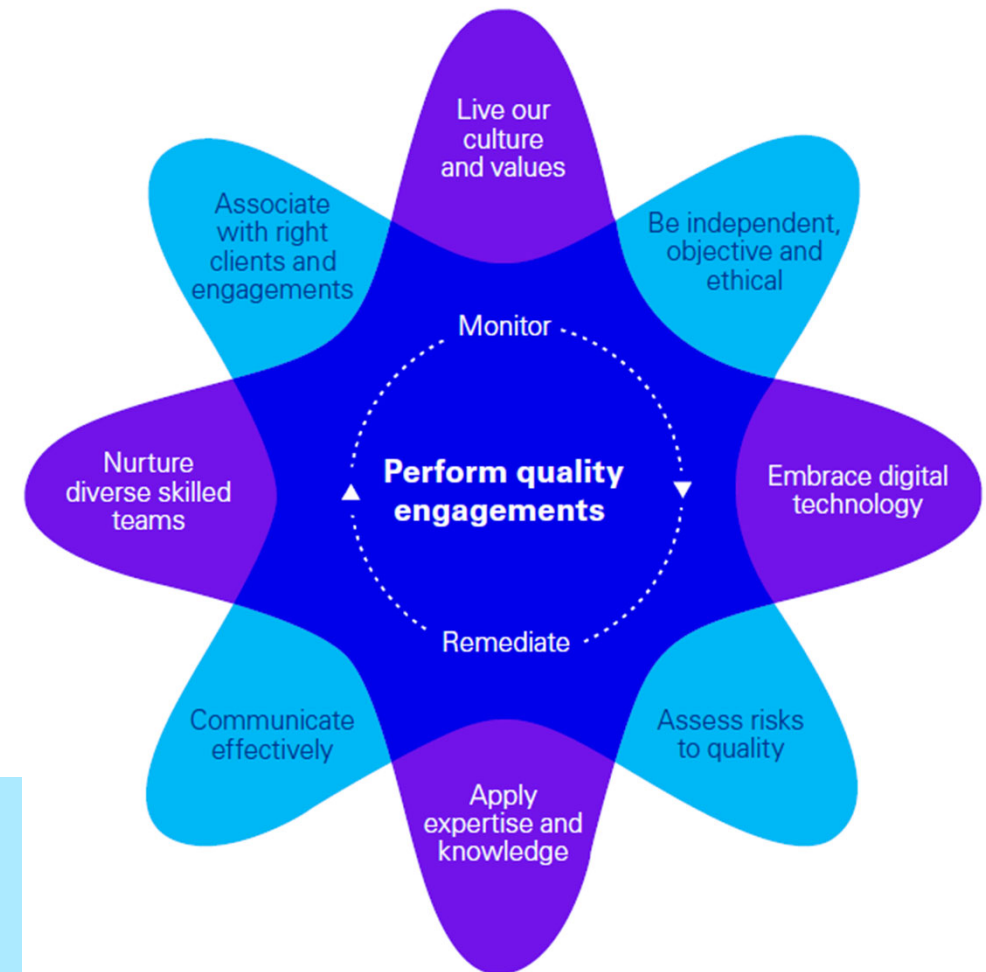 Live our
culture
and values
Be independent,
objective and
ethical
Embrace digital
technology
Assess risks
to quality
Apply
expertise and
knowledge
Communicate
effectively
Nurture
diverse skilled
teams
Associate
with right
clients and
engagements
Monitor
Perform quality
engagements
Remediate